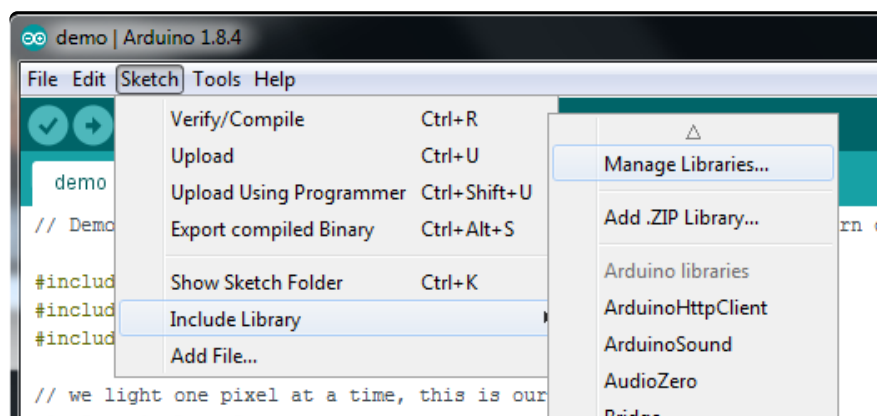 demo | Arduino 1.8.4
File Edit Sketch Tools Help
Verify/Compile Ctrl+R
Upload Ctrl+U
Upload Using Programmer Ctrl+Shift+U
Export compiled Binary Ctrl+Alt+S
Show Sketch Folder Ctrl+K
Include Library
Add File...
Manage Libraries...
Add .ZIP Library...
Arduino libraries
ArduinoHttpClient
ArduinoSound
AudioZero
demo
// Demo
#includ
#includ
#includ
// we light one pixel at a time, this is our